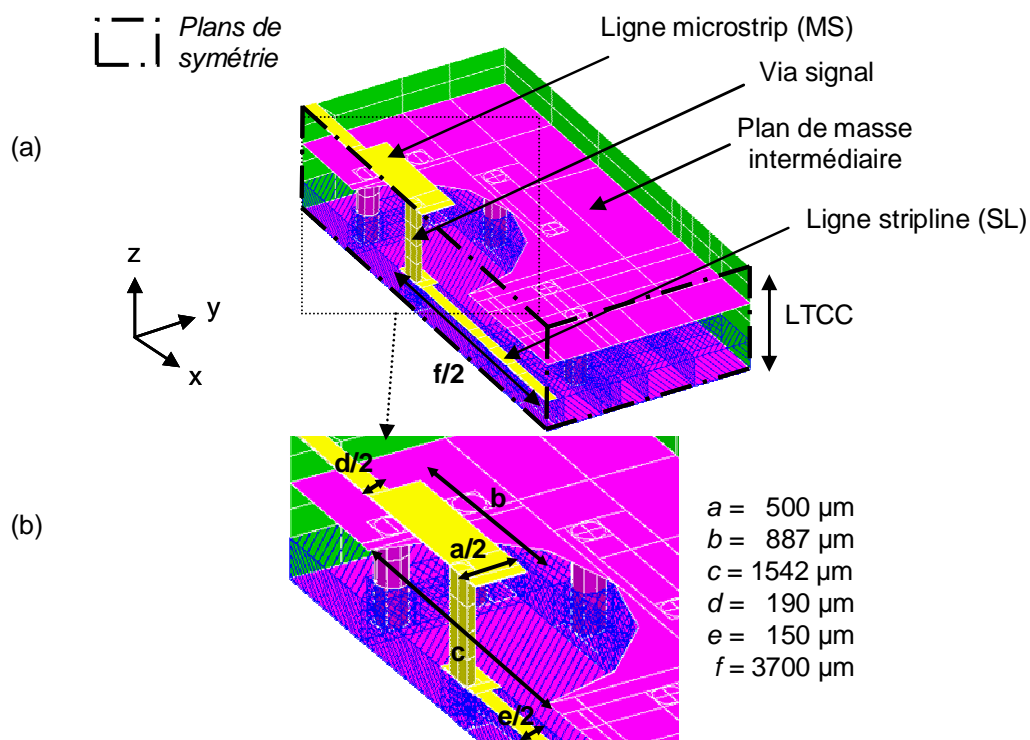 Plans de
symétrie
Ligne microstrip (MS)
Via signal
(a)
Plan de masse
intermédiaire
Ligne stripline (SL)
z
y
x
LTCC
f/2
(b)
d/2
b
a/2
c
e/2
a = 500 µm
b = 887 µm
c = 1542 µm
d = 190 µm
e = 150 µm
f = 3700 µm